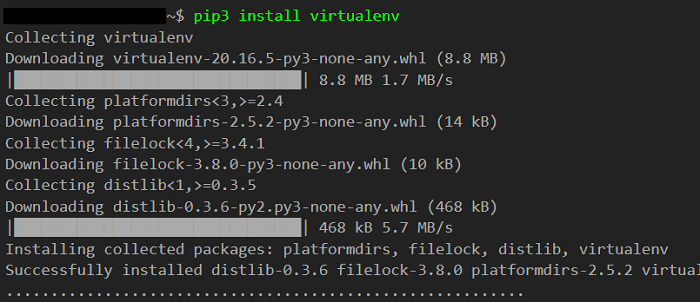 ~$ pip3 install virtualenv
Collecting virtualenv
Downloading virtualenv-20.16.5-py3-none-any.whl (8.8 MB)
| | 8.8 MB 1.7 MB/s
Collecting platformdirs<3,>=2.4
Downloading platformdirs-2.5.2-py3-none-any.whl (14 kB)
Collecting filelock<4,>=3.4.1
Downloading filelock-3.8.0-py3-none-any.whl (10 kB)
Collecting distlib<1,>=0.3.5
Downloading distlib-0.3.6-py2.py3-none-any.whl (468 kB)
| | 468 kB 5.7 MB/s
Installing collected packages: platformdirs, filelock, distlib, virtualenv
Successfully installed distlib-0.3.6 filelock-3.8.0 platformdirs-2.5.2 virtua
.............................................................